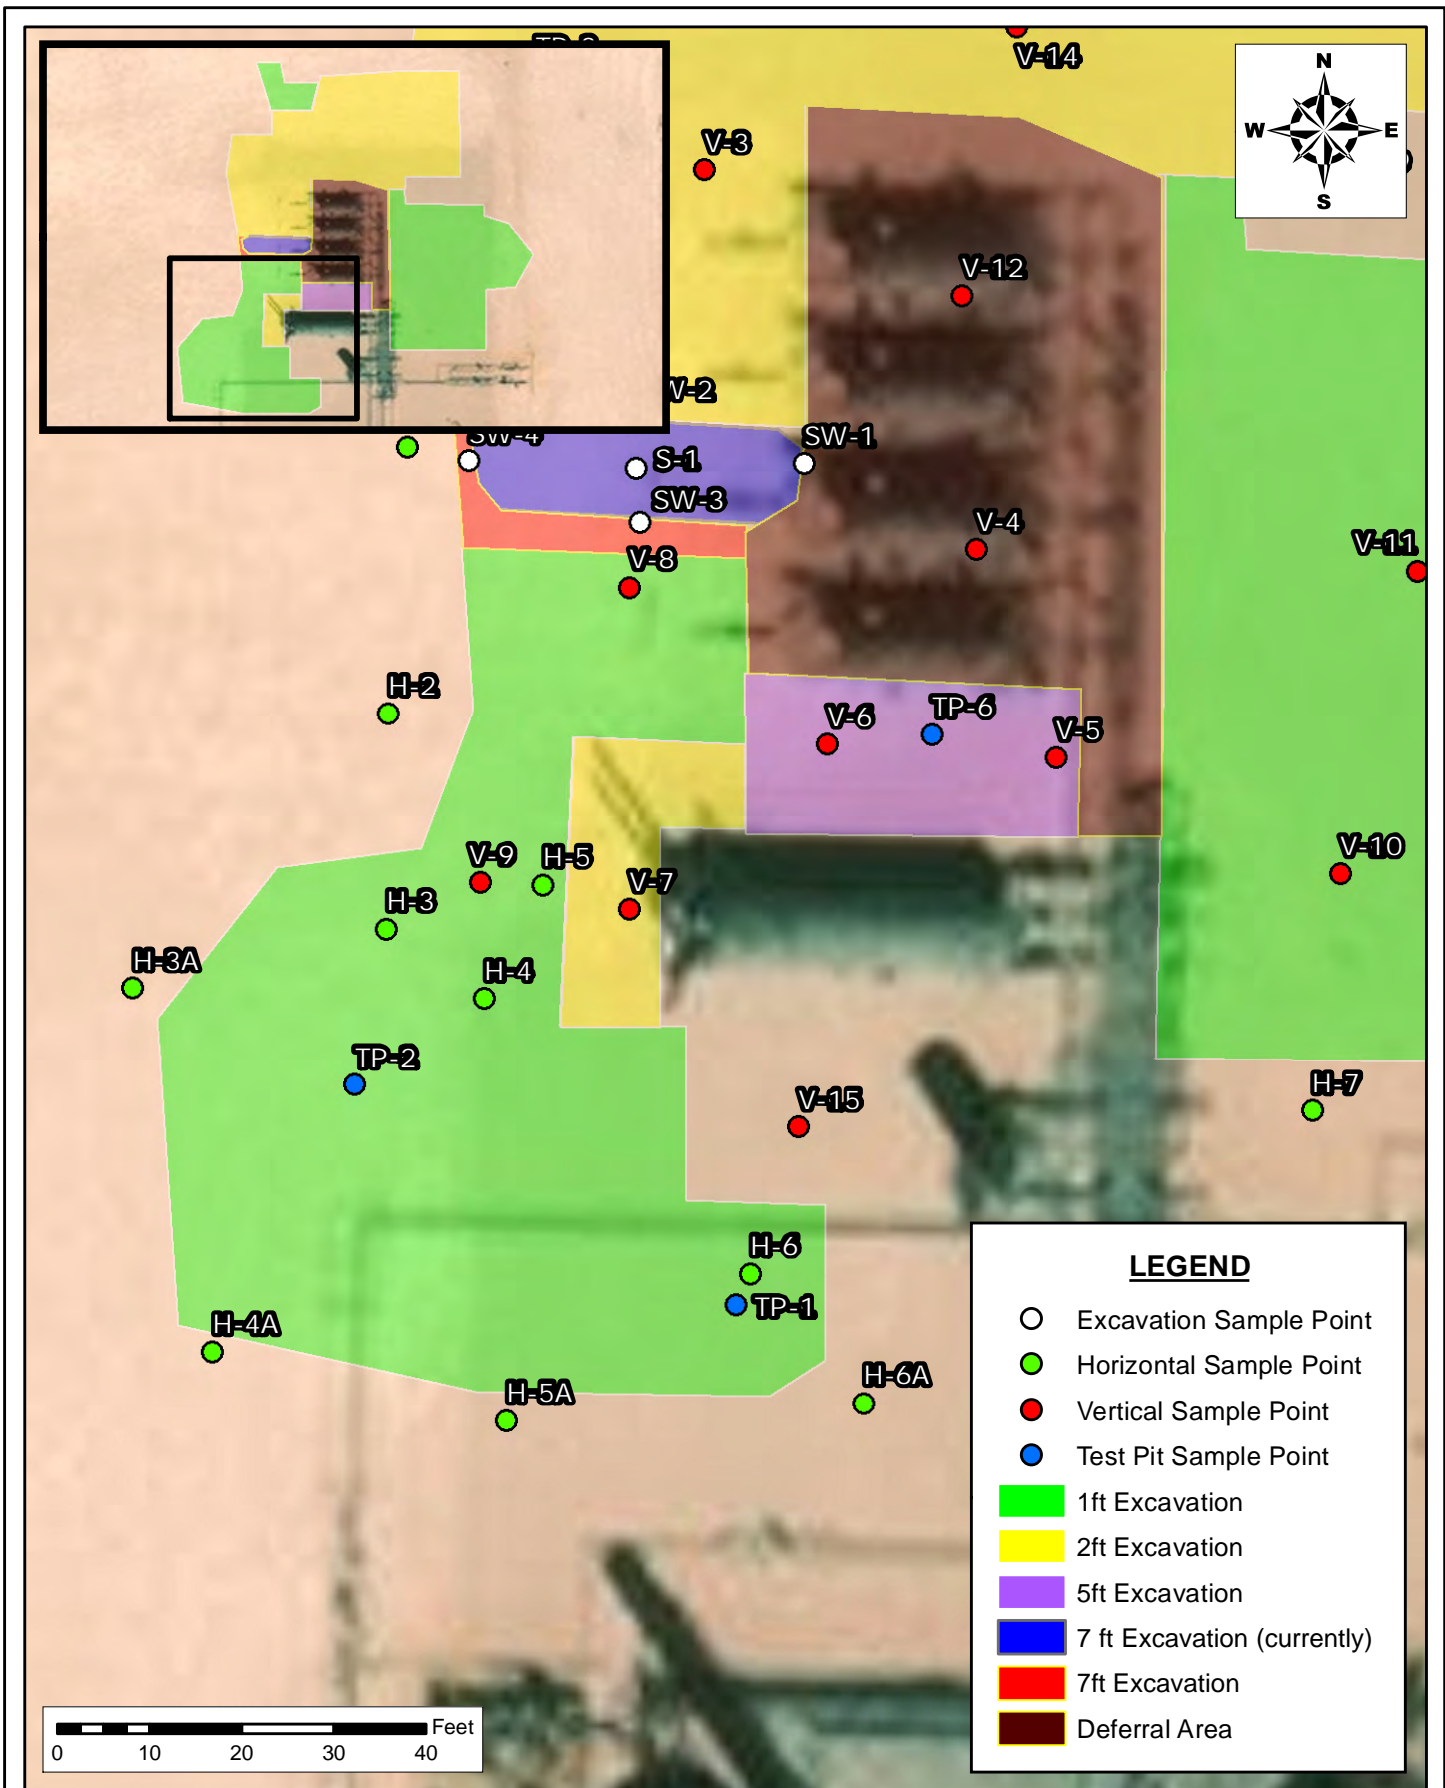 V-14
N
W E
S
V-3
V-12
SW-1
S-1
SW-3
V-4
V-8
V-11
H-2
V-6
TP-6
V-5
V-9
H-5
V-7
V-10
H-3
H-3A
H-4
TP-2
V-15
H-7
H-6
TP-1
H-4A
H-5A
H-6A
LEGEND
Excavation Sample Point
Horizontal Sample Point
Vertical Sample Point
Test Pit Sample Point
1ft Excavation
2ft Excavation
5ft Excavation
7 ft Excavation (currently)
7ft Excavation
Deferral Area
Feet
0 10 20 30 40
SW-4